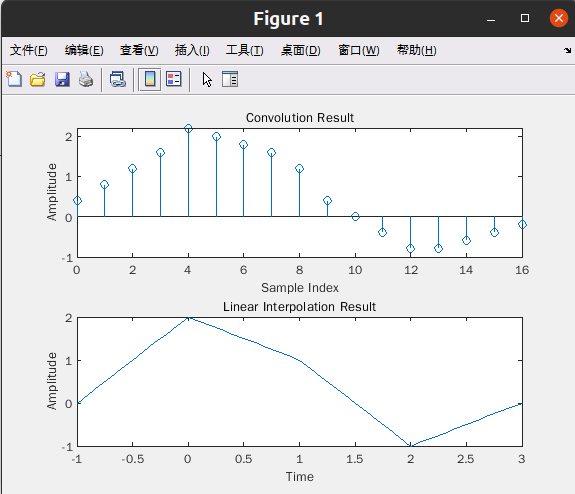 Figure 1
文件(F) 编辑(E) 查看(V) 插入(I) 工具(T) 桌面(D) 窗口(W) 帮助(H)
Convolution Result
Amplitude
2
1
0
-1
0 2 4 6 8 10 12 14 16
Sample Index
Linear Interpolation Result
Amplitude
2
1
0
-1
-1 -0.5 0 0.5 1 1.5 2 2.5 3
Time